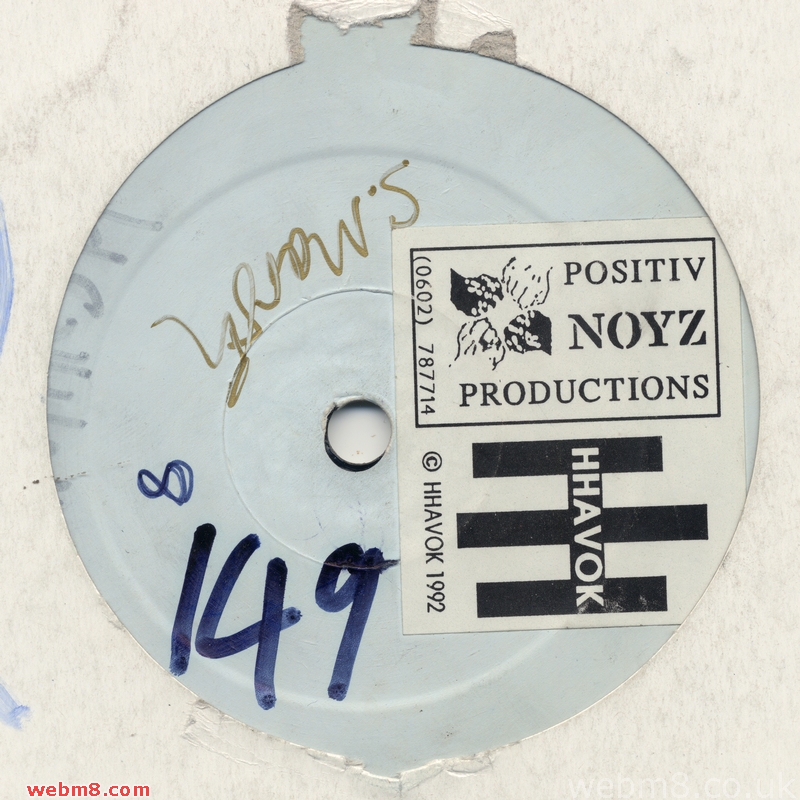 POSITIV
NOYZ
PRODUCTIONS
(0602) 787714
HHAVOK
© HHAVOK 1992
8
149
webm8.com
webm8.co.uk